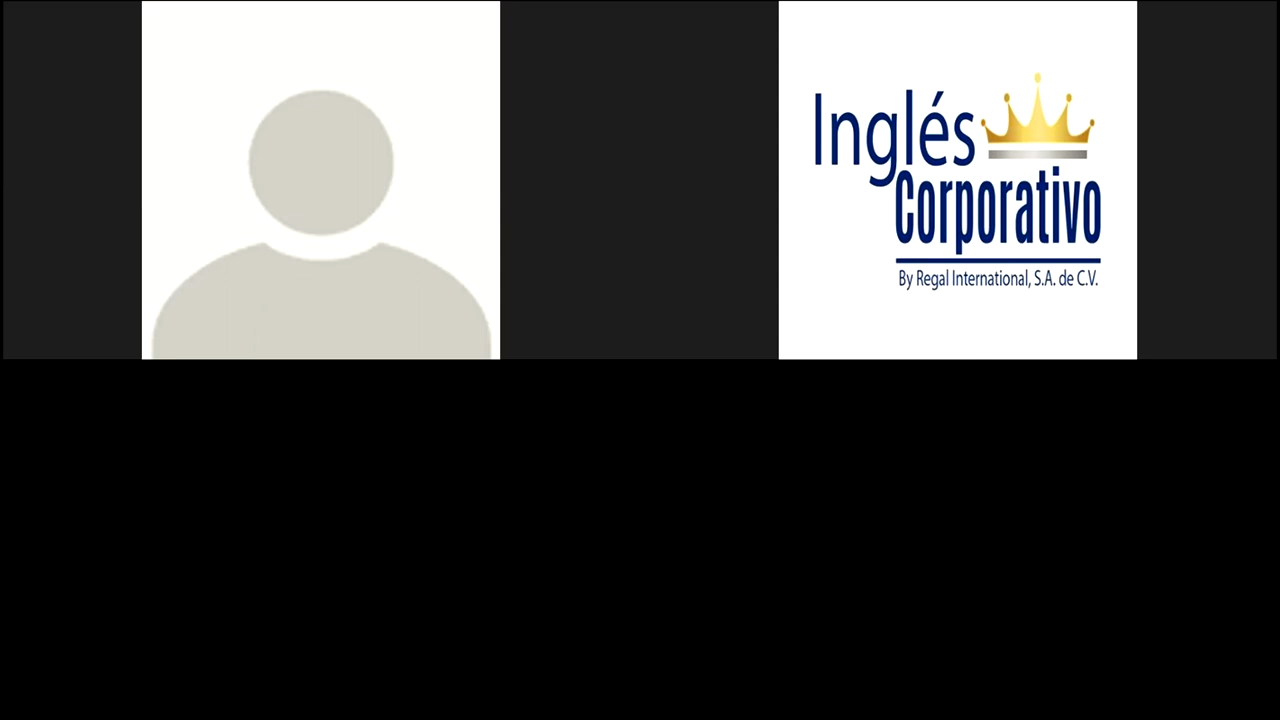 Inglés
Corporativo
By Regal International, S.A. de C.V.